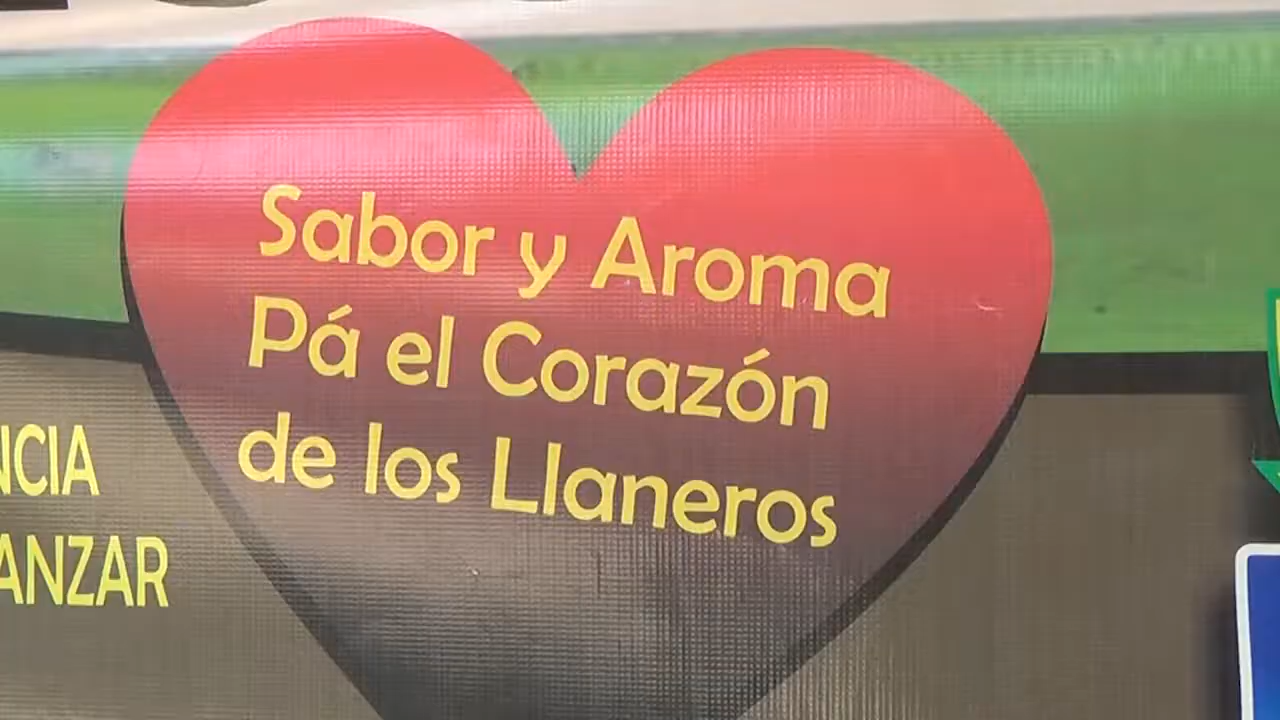 Sabor y Aroma
Pá el Corazón
de los Llaneros
NCIA
ANZAR